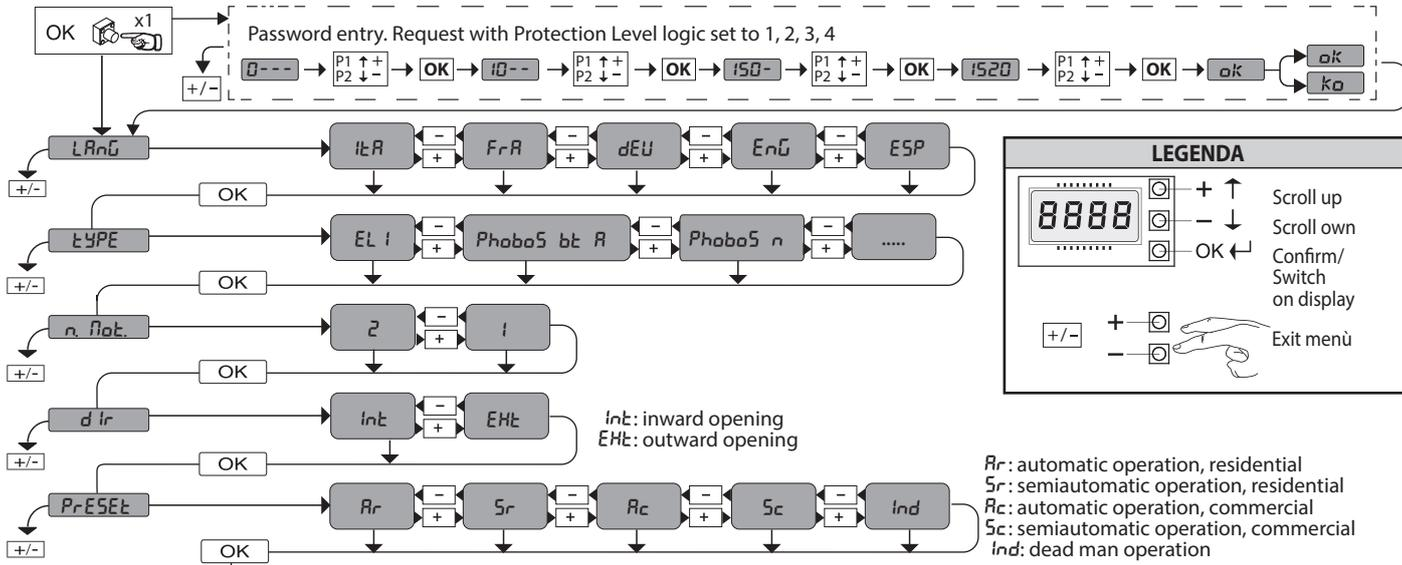 OK x1
Password entry. Request with Protection Level logic set to 1, 2, 3, 4
0--- P1 ↑ + P2 ↓ − OK 10-- P1 ↑ + P2 ↓ − OK 150- P1 ↑ + P2 ↓ − OK 1520 P1 ↑ + P2 ↓ − OK ok ok
ko
+/-
LAnG ItA − + FrA − + dEU − + EnG − + ESP
+/-
OK
tYPE EL I − + PhoboS bt A − + PhoboS n − + .....
+/-
OK
n. Mot. 2 − + 1
+/-
OK
dIr Int − + EHt
+/-
Int: inward opening
EHt: outward opening
OK
PrESEt Ar − + Sr − + Ac − + Sc − + Ind
+/-
OK
LEGENDA
8888
+ ↑ Scroll up
− ↓ Scroll own
OK ↵ Confirm/
Switch
on display
+/- + − Exit menù
Ar: automatic operation, residential
Sr: semiautomatic operation, residential
Ac: automatic operation, commercial
Sc: semiautomatic operation, commercial
Ind: dead man operation